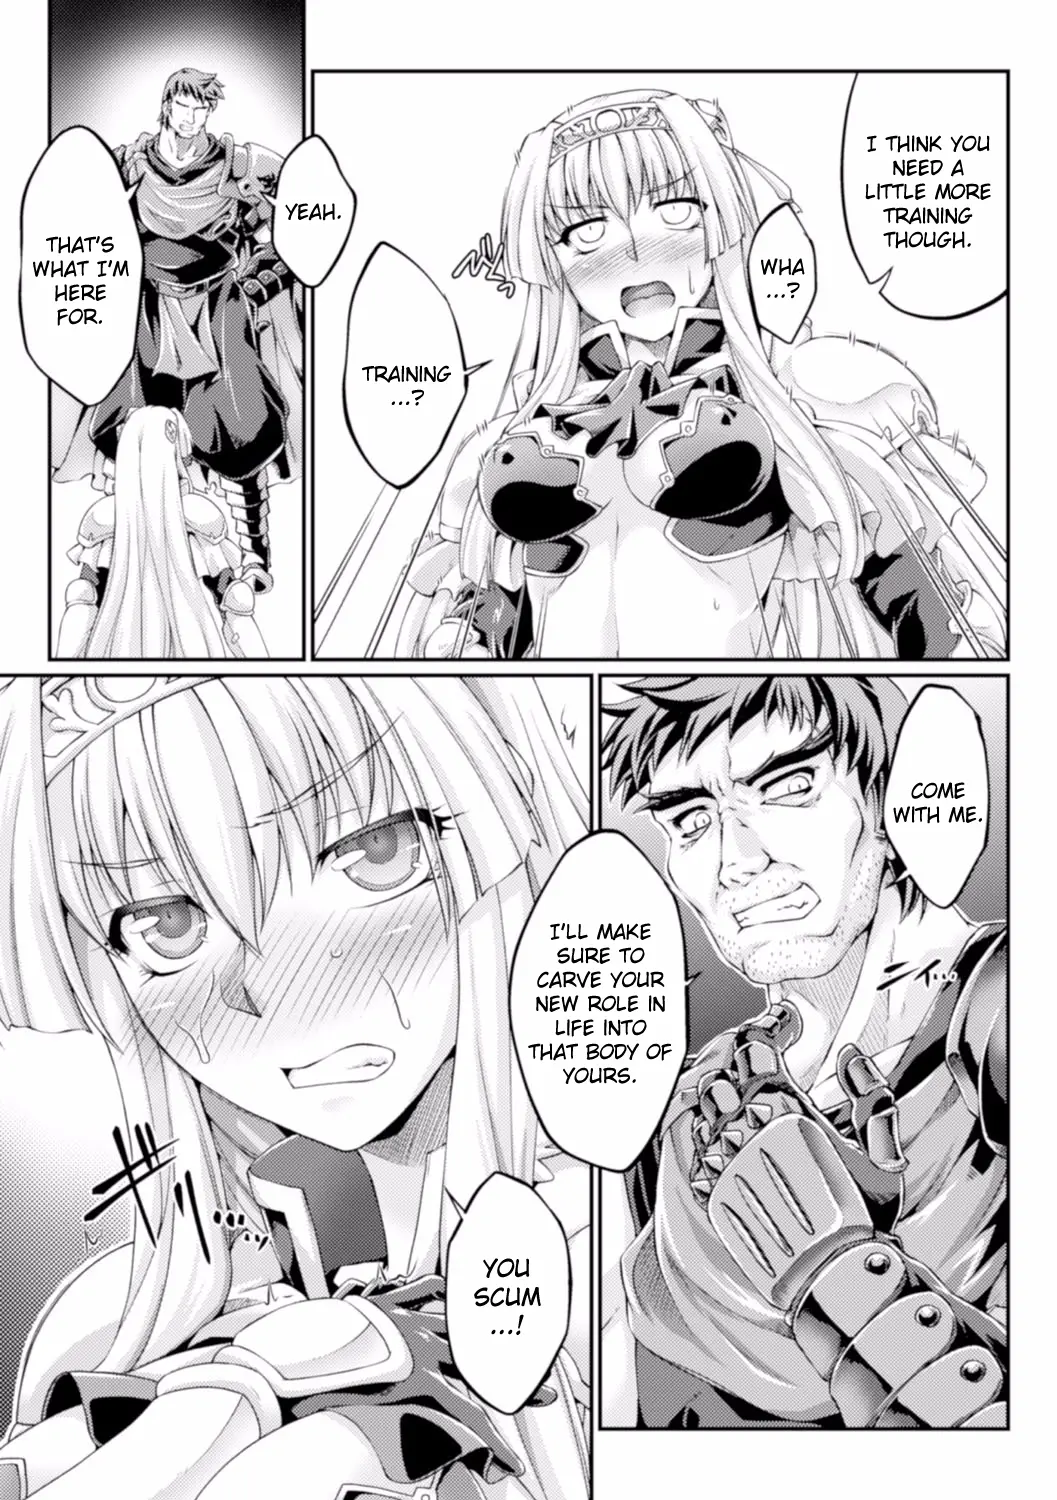 I THINK YOU
NEED A
LITTLE MORE
TRAINING
THOUGH.
WHA
...?
TRAINING
...?
YEAH.
THAT'S
WHAT I'M
HERE
FOR.
COME
WITH ME.
I'LL MAKE
SURE TO
CARVE YOUR
NEW ROLE IN
LIFE INTO
THAT BODY OF
YOURS.
YOU
SCUM
...!